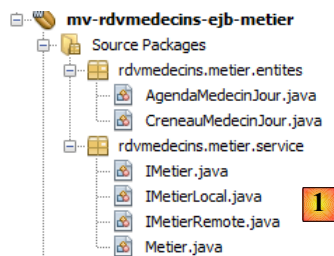 mv-rdvmedecins-ejb-metier
Source Packages
rdvmedecins.metier.entites
AgendaMedecinJour.java
CreneauMedecinJour.java
rdvmedecins.metier.service
IMetier.java
IMetierLocal.java
IMetierRemote.java
1
Metier.java